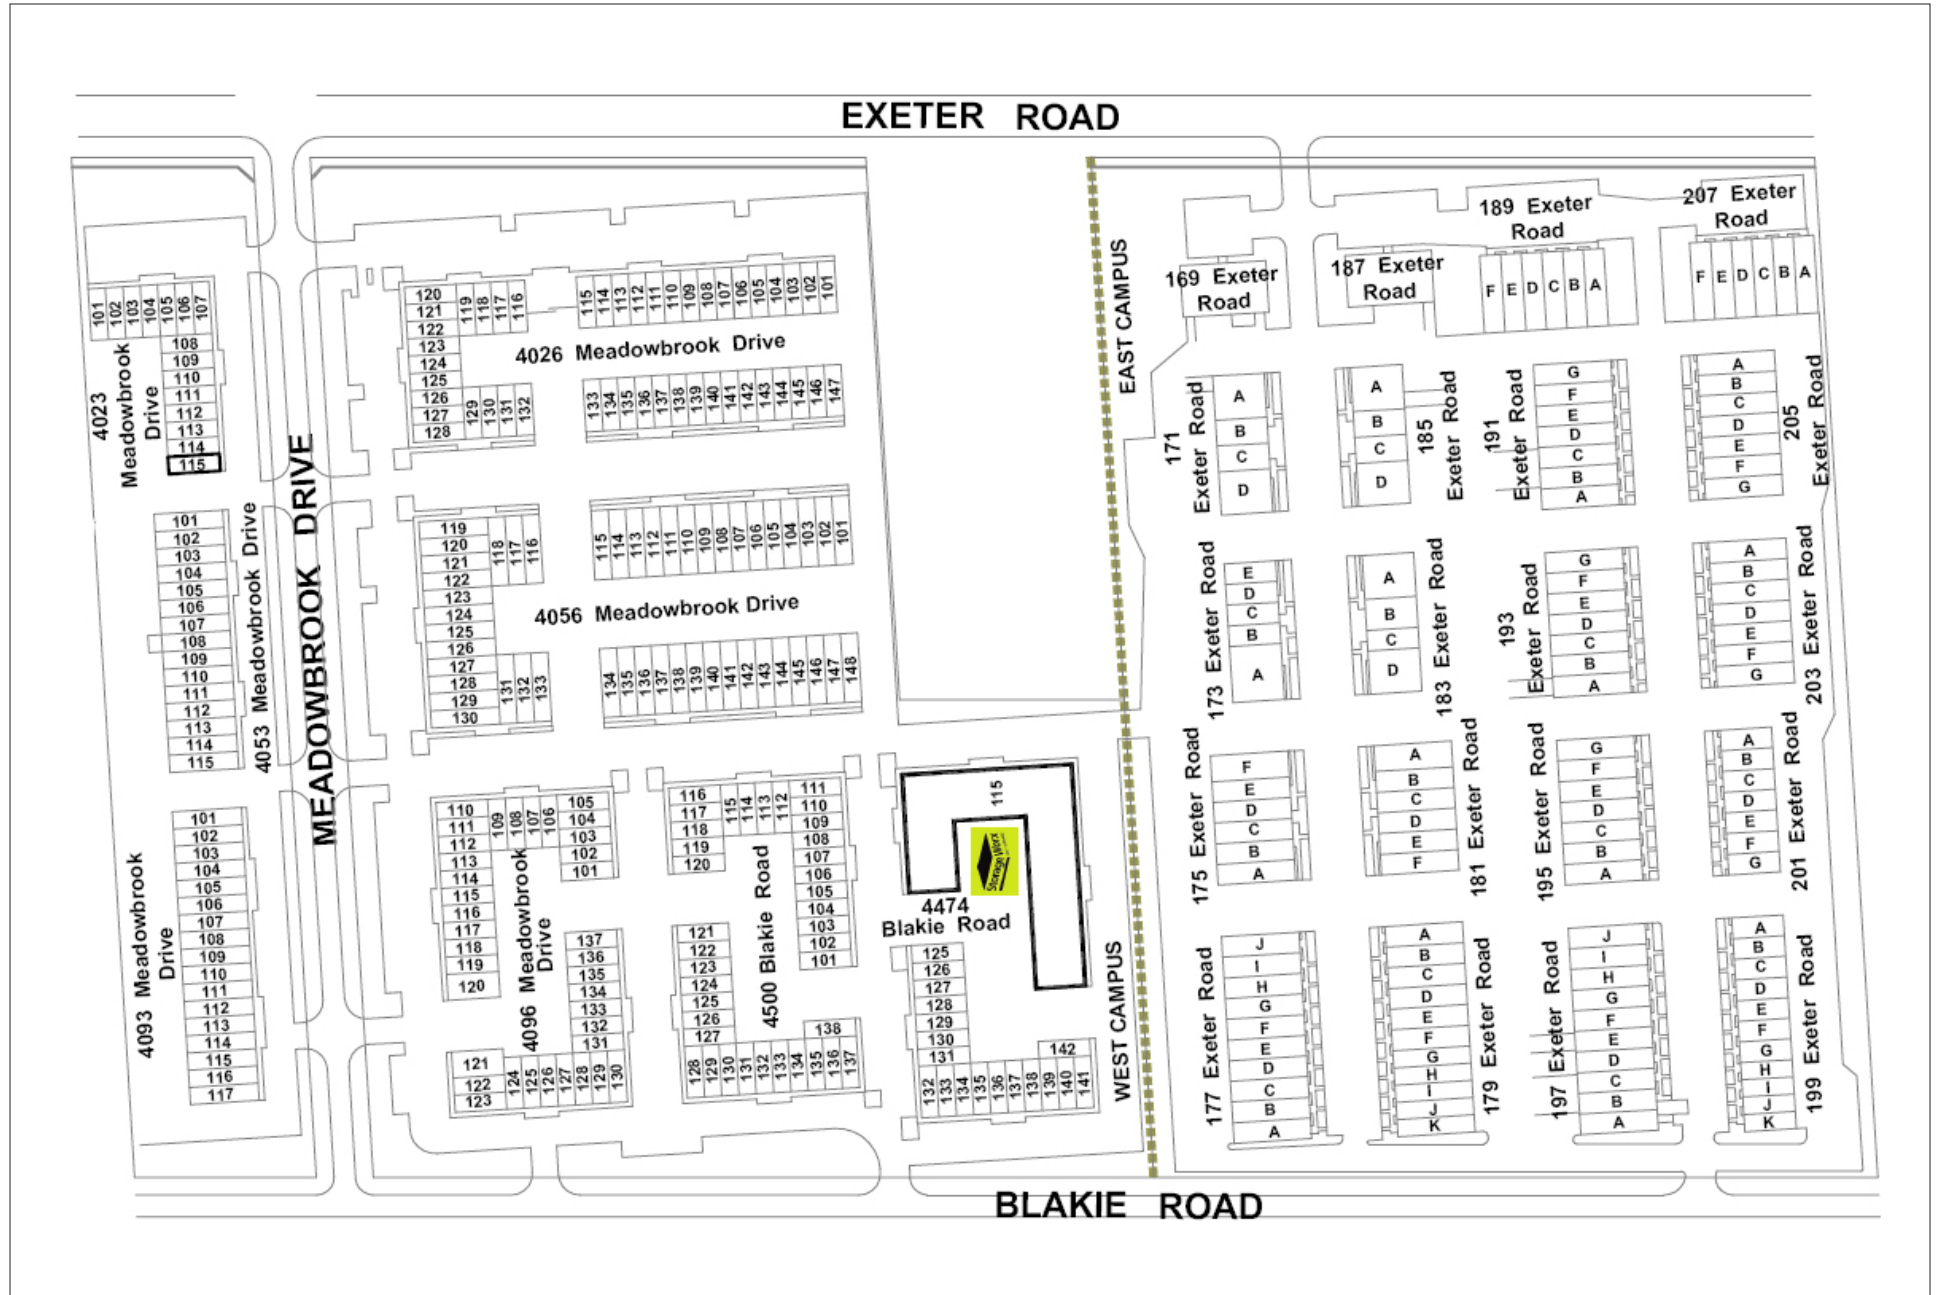 EXETER ROAD
MEADOWBROOK DRIVE
BLAKIE ROAD
EAST CAMPUS
WEST CAMPUS
4023
Meadowbrook
Drive
101 102 103 104 105 106 107
108
109
110
111
112
113
114
115
4053 Meadowbrook Drive
101
102
103
104
105
106
107
108
109
110
111
112
113
114
115
4093 Meadowbrook
Drive
101
102
103
104
105
106
107
108
109
110
111
112
113
114
115
116
117
4026 Meadowbrook Drive
120
121
122
123
124
125
126
127
128
119 118 117 116
129 130 131 132
115 114 113 112 111 110 109 108 107 106 105 104 103 102 101
133 134 135 136 137 138 139 140 141 142 143 144 145 146 147
4056 Meadowbrook Drive
119
120
121
122
123
124
125
126
127
128
129
130
118 117 116
131 132 133
115 114 113 112 111 110 109 108 107 106 105 104 103 102 101
134 135 136 137 138 139 140 141 142 143 144 145 146 147 148
4096 Meadowbrook
Drive
110
111
112
113
114
115
116
117
118
119
120
109 108 107 106
105
104
103
102
101
137
136
135
134
133
132
131
121
122
123
124 125 126 127 128 129 130
4500 Blakie Road
116
117
118
119
120
115 114 113 112
111
110
109
108
107
106
105
104
103
102
101
121
122
123
124
125
126
127
138
128 129 130 131 132 133 134 135 136 137
115
StorageWorx
4474
Blakie Road
125
126
127
128
129
130
131
142
132 133 134 135 136 137 138 139 140 141
169 Exeter
Road
187 Exeter
Road
189 Exeter
Road
F E D C B A
207 Exeter
Road
F E D C B A
171
Exeter Road
A
B
C
D
185
Exeter Road
A
B
C
D
191
Exeter Road
G
F
E
D
C
B
A
205
Exeter Road
A
B
C
D
E
F
G
173 Exeter Road
E
D
C
B
A
183 Exeter Road
A
B
C
D
193
Exeter Road
G
F
E
D
C
B
A
203 Exeter Road
A
B
C
D
E
F
G
175 Exeter Road
F
E
D
C
B
A
181 Exeter Road
A
B
C
D
E
F
195 Exeter Road
G
F
E
D
C
B
A
201 Exeter Road
A
B
C
D
E
F
G
177 Exeter Road
J
I
H
G
F
E
D
C
B
A
179 Exeter Road
A
B
C
D
E
F
G
H
I
J
K
197 Exeter Road
J
I
H
G
F
E
D
C
B
A
199 Exeter Road
A
B
C
D
E
F
G
H
I
J
K